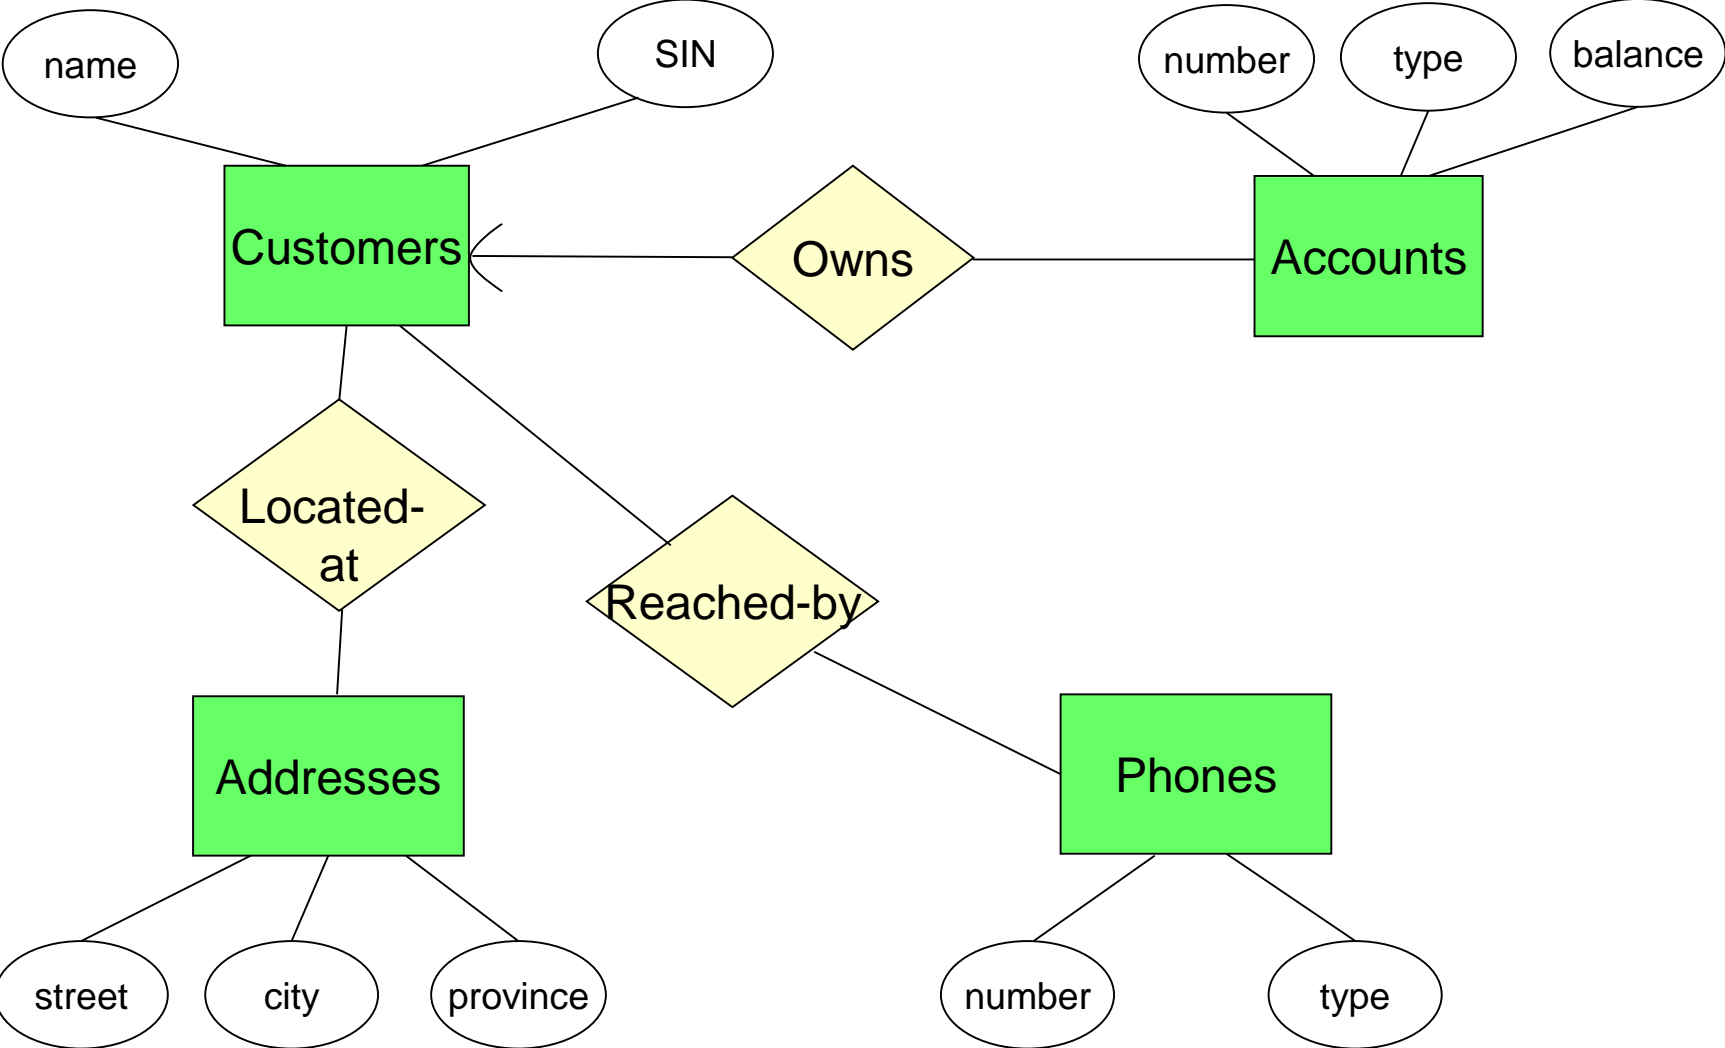 name
SIN
number
type
balance
Customers
Owns
Accounts
Located-
at
Reached-by
Addresses
Phones
street
city
province
number
type